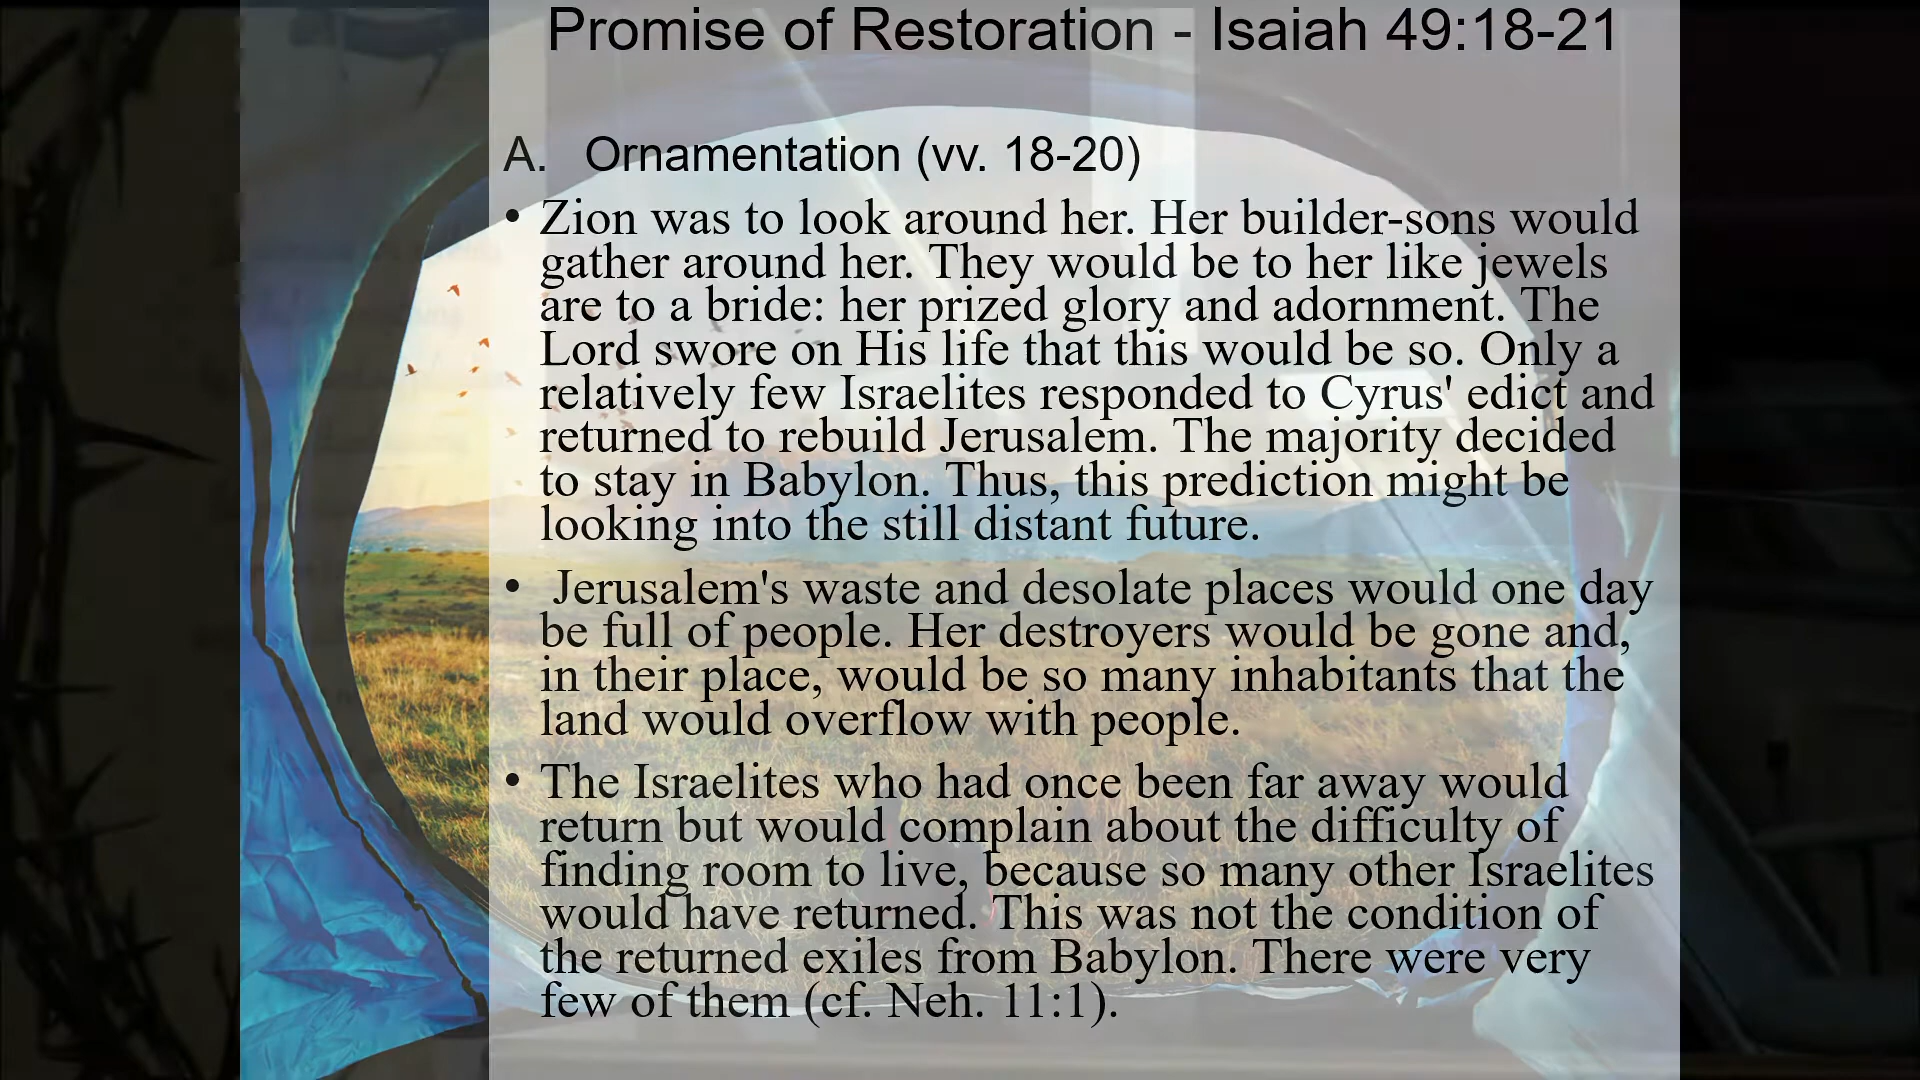 Promise of Restoration - Isaiah 49:18-21
A. Ornamentation (vv. 18-20)
• Zion was to look around her. Her builder-sons would
gather around her. They would be to her like jewels
are to a bride: her prized glory and adornment. The
Lord swore on His life that this would be so. Only a
relatively few Israelites responded to Cyrus' edict and
returned to rebuild Jerusalem. The majority decided
to stay in Babylon. Thus, this prediction might be
looking into the still distant future.
• Jerusalem's waste and desolate places would one day
be full of people. Her destroyers would be gone and,
in their place, would be so many inhabitants that the
land would overflow with people.
• The Israelites who had once been far away would
return but would complain about the difficulty of
finding room to live, because so many other Israelites
would have returned. This was not the condition of
the returned exiles from Babylon. There were very
few of them (cf. Neh. 11:1).